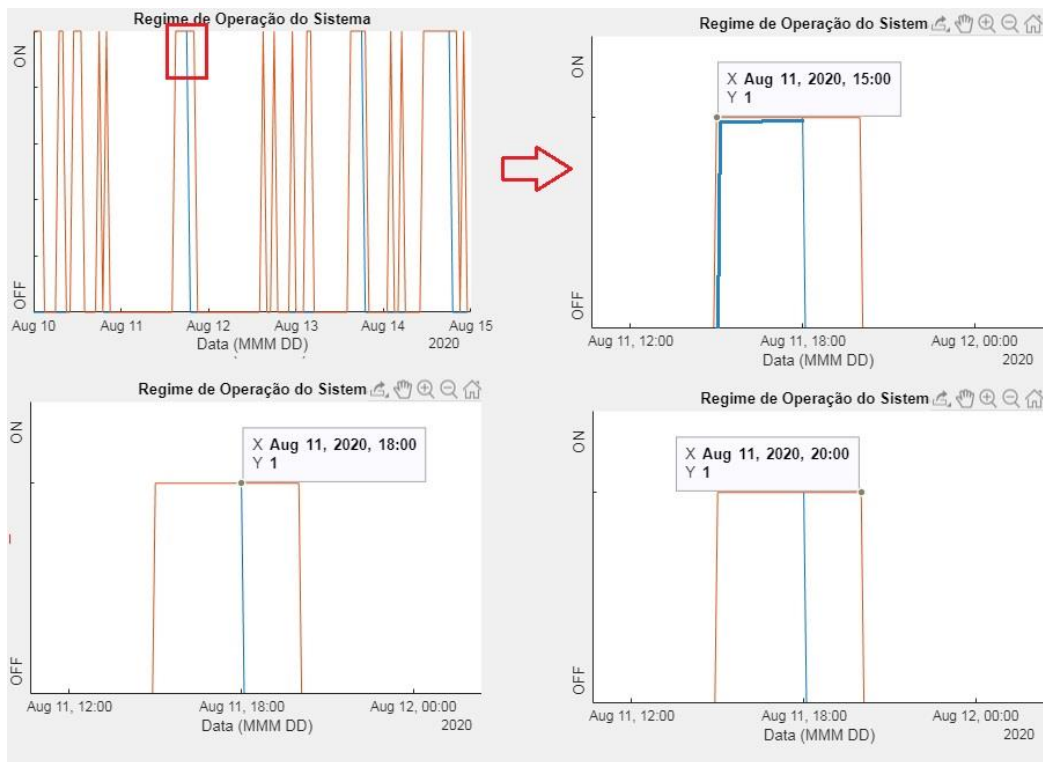 Regime de Operação do Sistema
ON
OFF
Aug 10
Aug 11
Aug 12
Aug 13
Aug 14
Aug 15
Data (MMM DD)
2020
Regime de Operação do Sistem
ON
X Aug 11, 2020, 15:00
Y 1
OFF
Aug 11, 12:00
Aug 11, 18:00
Aug 12, 00:00
Data (MMM DD)
2020
Regime de Operação do Sistem
ON
X Aug 11, 2020, 18:00
Y 1
OFF
Aug 11, 12:00
Aug 11, 18:00
Aug 12, 00:00
Data (MMM DD)
2020
Regime de Operação do Sistem
ON
X Aug 11, 2020, 20:00
Y 1
OFF
Aug 11, 12:00
Aug 11, 18:00
Aug 12, 00:00
Data (MMM DD)
2020